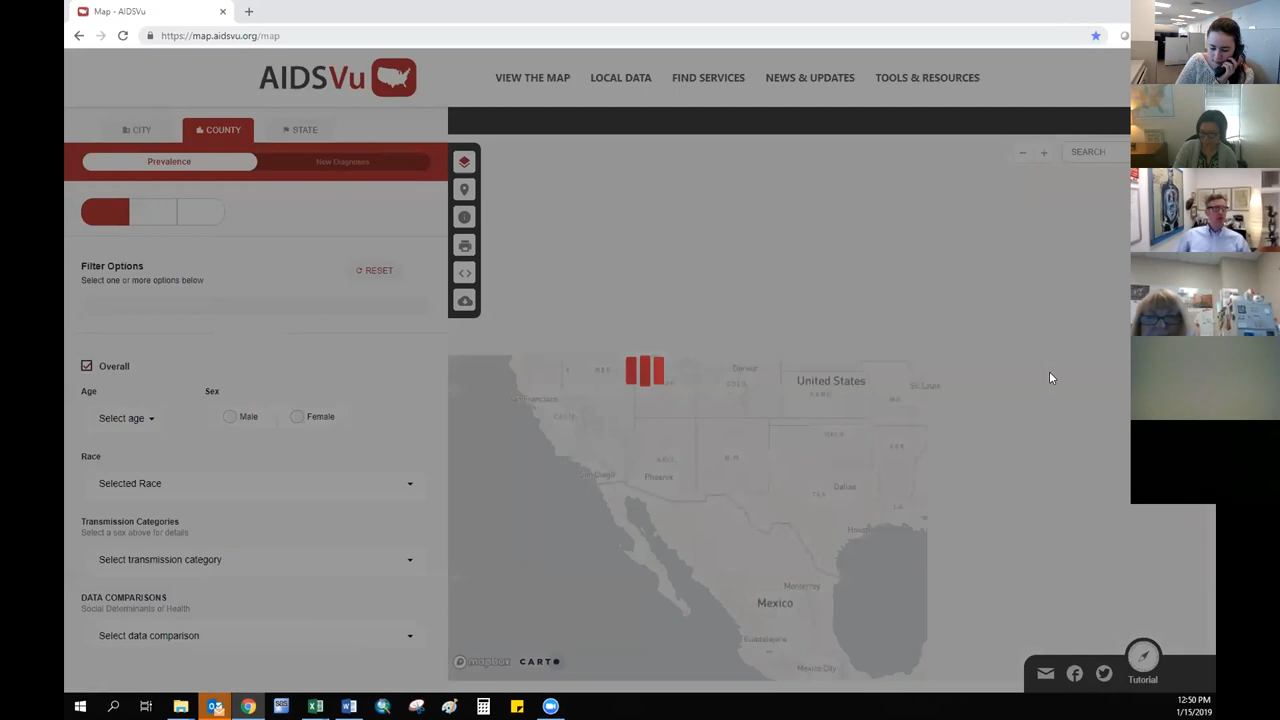 Map - AIDSVu
https://map.aidsvu.org/map
AIDSVu
VIEW THE MAP
LOCAL DATA
FIND SERVICES
NEWS & UPDATES
TOOLS & RESOURCES
CITY
COUNTY
STATE
Prevalence
New Diagnoses
SEARCH
Filter Options
RESET
Select one or more options below
Overall
Age
Sex
Select age
Male
Female
Race
Selected Race
Transmission Categories
Select a sex above for details
Select transmission category
DATA COMPARISONS
Social Determinants of Health
Select data comparison
Denver
United States
St. Louis
San Francisco
San Diego
Phoenix
Dallas
Monterrey
Mexico
Guadalajara
Mexico City
mapbox CARTO
Tutorial
12:50 PM
1/15/2019